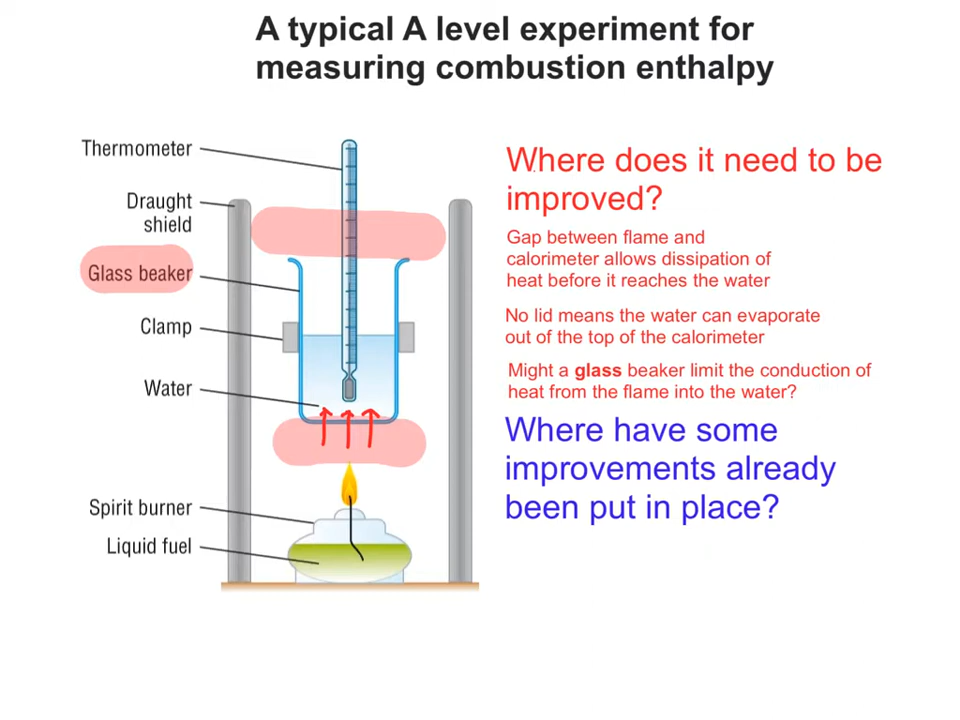 A typical A level experiment for
measuring combustion enthalpy
Thermometer
Draught
shield
Glass beaker
Clamp
Water
Spirit burner
Liquid fuel
Where does it need to be
improved?
Gap between flame and
calorimeter allows dissipation of
heat before it reaches the water
No lid means the water can evaporate
out of the top of the calorimeter
Might a glass beaker limit the conduction of
heat from the flame into the water?
Where have some
improvements already
been put in place?